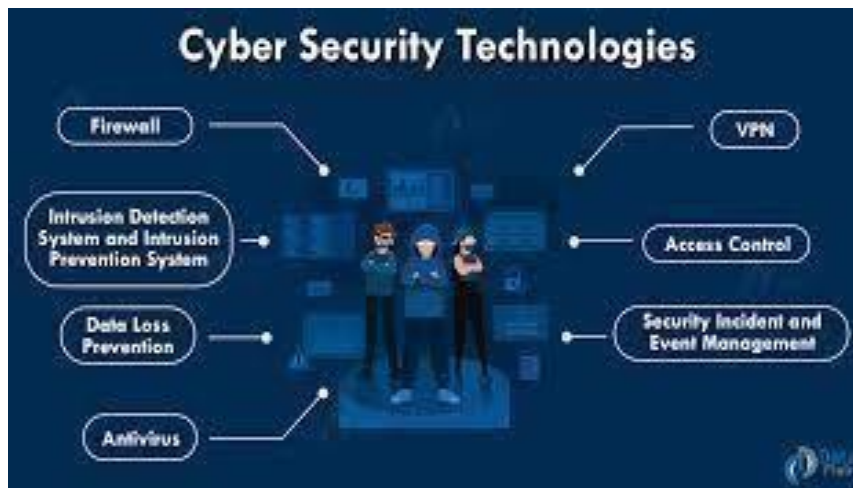 Cyber Security Technologies
Firewall
Intrusion Detection
System and Intrusion
Prevention System
Data Loss
Prevention
Antivirus
VPN
Access Control
Security Incident and
Event Management